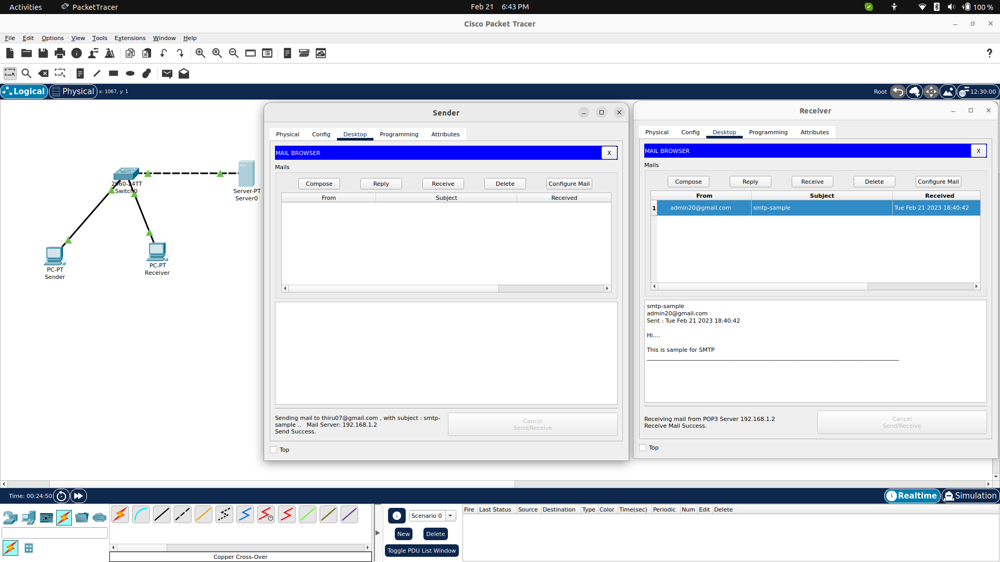 Activities PacketTracer Feb 21 6:43 PM 100 %
Cisco Packet Tracer
File Edit Options View Tools Extensions Window Help
?
Logical Physical x: 1067, y: 1 Root 12:30:00
2960-24TT
Switch0
Server-PT
Server0
PC-PT
Sender
PC-PT
Receiver
Sender
Physical Config Desktop Programming Attributes
MAIL BROWSER X
Mails
Compose Reply Receive Delete Configure Mail
From Subject Received
Sending mail to thiru07@gmail.com , with subject : smtp-
sample .. Mail Server: 192.168.1.2
Send Success.
Cancel
Send/Receive
Top
Receiver
Physical Config Desktop Programming Attributes
MAIL BROWSER X
Mails
Compose Reply Receive Delete Configure Mail
From Subject Received
1 admin20@gmail.com smtp-sample Tue Feb 21 2023 18:40:42
smtp-sample
admin20@gmail.com
Sent : Tue Feb 21 2023 18:40:42
Hi....
This is sample for SMTP
Receiving mail from POP3 Server 192.168.1.2
Receive Mail Success.
Cancel
Send/Receive
Top
Time: 00:24:50 Realtime Simulation
Scenario 0
New Delete
Toggle PDU List Window
Fire Last Status Source Destination Type Color Time(sec) Periodic Num Edit Delete
Copper Cross-Over